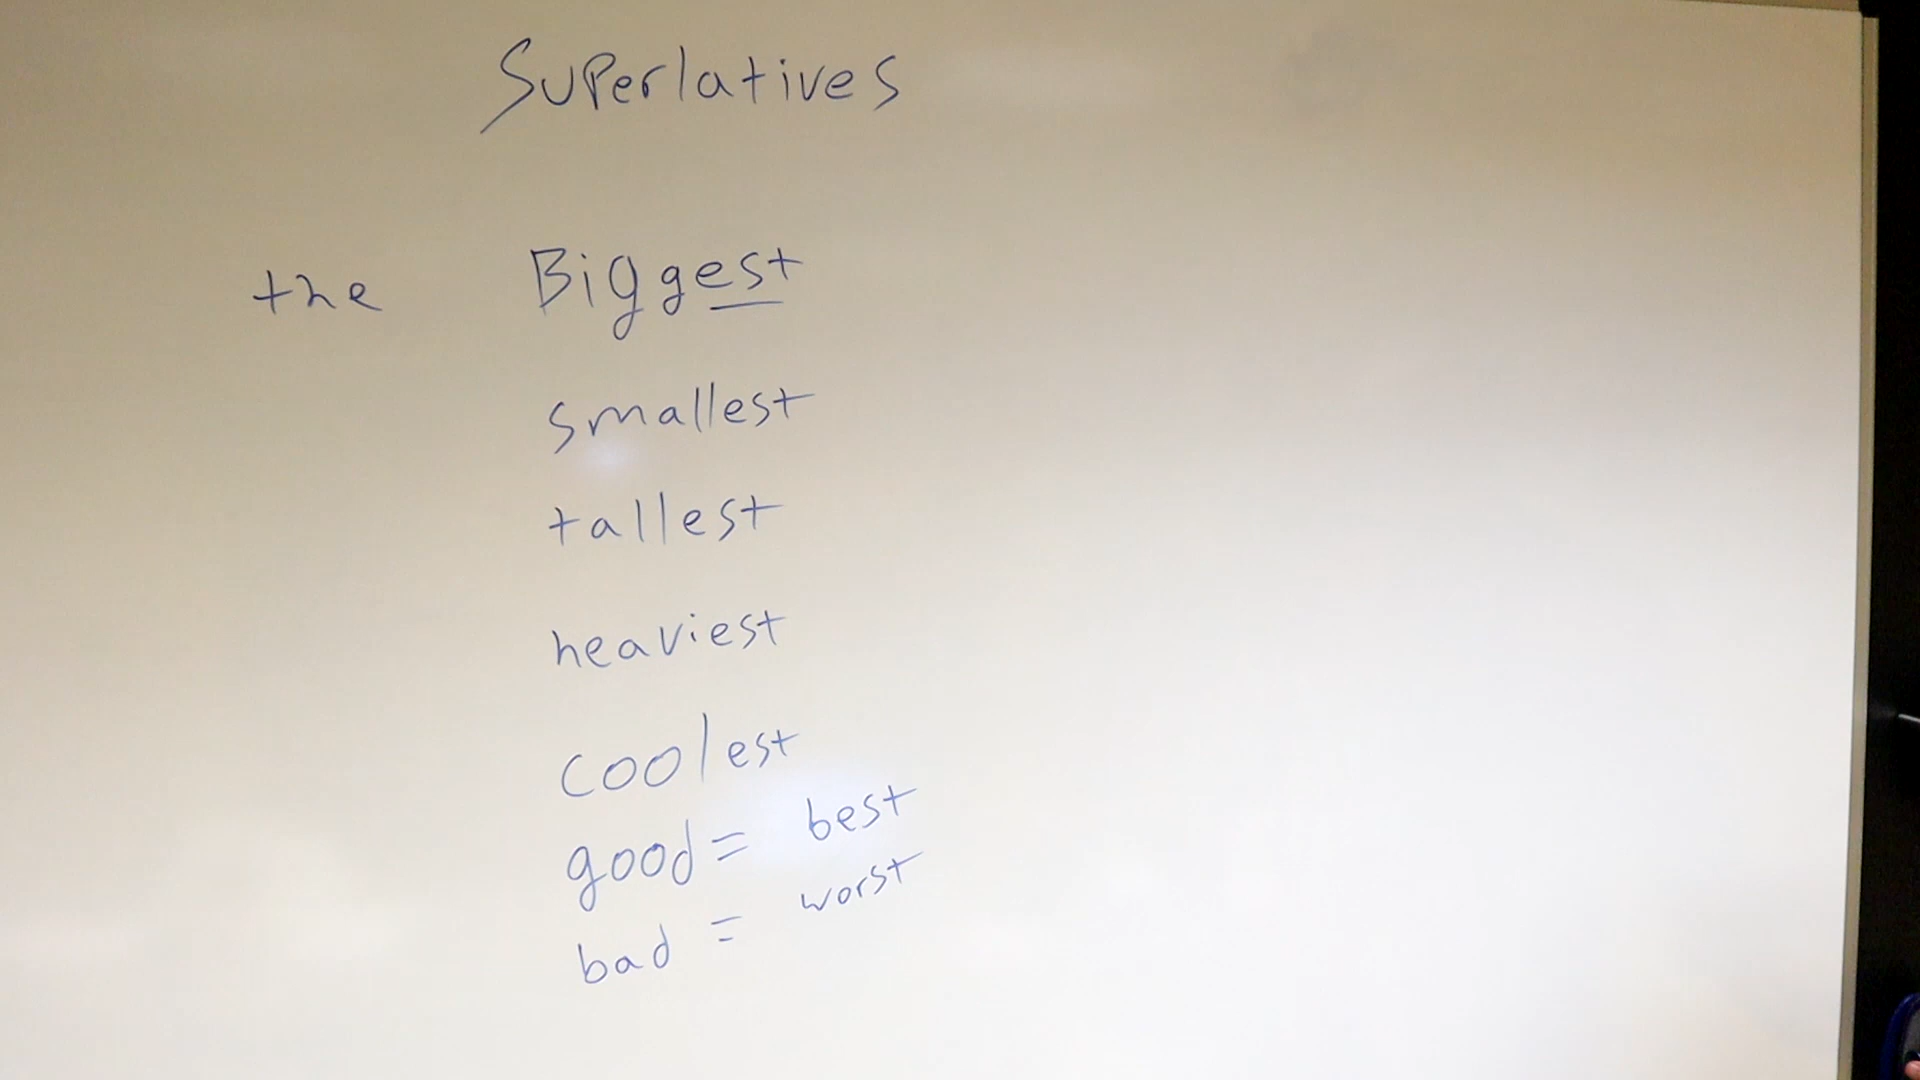 Superlatives
the Biggest
smallest
tallest
heaviest
coolest
good = best
bad = worst